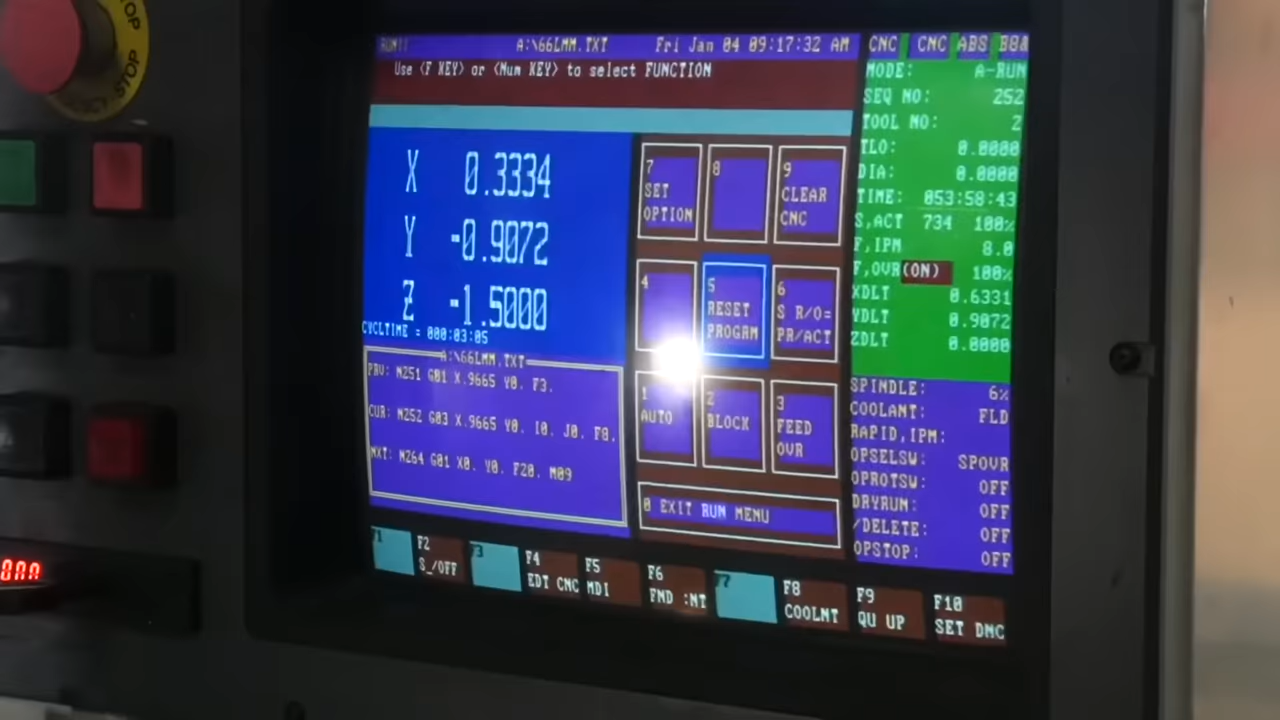 STOP
STOP
A:\66LMM.TXT Fri Jan 04 09:17:32 AM
Use <F KEY> or <Num KEY> to select FUNCTION
X 0.3334
Y -0.9072
Z -1.5000
CYCLTIME = 000:03:05
A:\66LMM.TXT
PRV: N251 G01 X.9665 Y0. F3.
CUR: N252 G03 X.9665 Y0. I0. J0. F8.
NXT: N264 G01 X0. Y0. F20. M09
7 SET OPTION
8
9 CLEAR CNC
4
5 RESET PROGRM
6 S R/O= PR/ACT
1 AUTO
2 BLOCK
3 FEED OVR
0 EXIT RUN MENU
CNC CNC ABS
MODE: A-RUN
SEQ NO: 252
TOOL NO: 2
TLO: 0.0000
DIA: 0.0000
TIME: 053:58:43
S,ACT 734 100%
F,IPM 8.0
F,OVR(ON) 100%
XDLT 0.6331
YDLT 0.9072
ZDLT 0.0000
SPINDLE: 6%
COOLANT: FLD
RAPID,IPM:
OPSELSW: SPOVR
OPROTSW: OFF
DRYRUN: OFF
/DELETE: OFF
OPSTOP: OFF
F2 S_/OFF
F4 EDT CNC
F5 MDI
F6 FND :NT
F8 COOLNT
F9 QU UP
F10 SET DNC